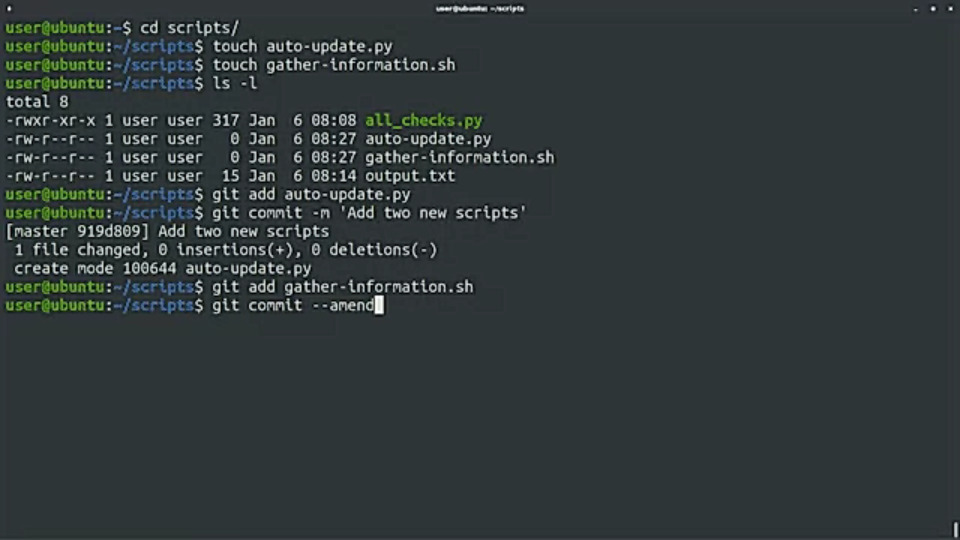 user@ubuntu: ~/scripts
user@ubuntu:~$ cd scripts/
user@ubuntu:~/scripts$ touch auto-update.py
user@ubuntu:~/scripts$ touch gather-information.sh
user@ubuntu:~/scripts$ ls -l
total 8
-rwxr-xr-x 1 user user 317 Jan  6 08:08 all_checks.py
-rw-r--r-- 1 user user   0 Jan  6 08:27 auto-update.py
-rw-r--r-- 1 user user   0 Jan  6 08:27 gather-information.sh
-rw-r--r-- 1 user user  15 Jan  6 08:14 output.txt
user@ubuntu:~/scripts$ git add auto-update.py
user@ubuntu:~/scripts$ git commit -m 'Add two new scripts'
[master 919d809] Add two new scripts
 1 file changed, 0 insertions(+), 0 deletions(-)
 create mode 100644 auto-update.py
user@ubuntu:~/scripts$ git add gather-information.sh
user@ubuntu:~/scripts$ git commit --amend